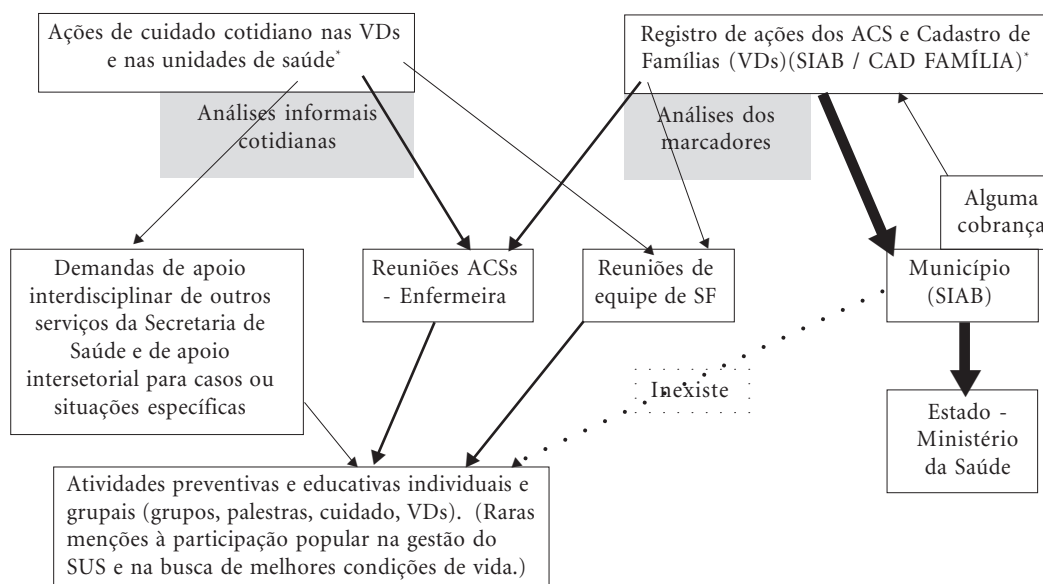 Ações de cuidado cotidiano nas VDs
e nas unidades de saúde*
Registro de ações dos ACS e Cadastro de
Famílias (VDs)(SIAB / CAD FAMÍLIA)*
Análises informais
cotidianas
Análises dos
marcadores
Alguma
cobrança
Demandas de apoio
interdisciplinar de outros
serviços da Secretaria de
Saúde e de apoio
intersetorial para casos ou
situações específicas
Reuniões ACSs
- Enfermeira
Reuniões de
equipe de SF
Município
(SIAB)
Inexiste
Estado -
Ministério
da Saúde
Atividades preventivas e educativas individuais e
grupais (grupos, palestras, cuidado, VDs). (Raras
menções à participação popular na gestão do
SUS e na busca de melhores condições de vida.)